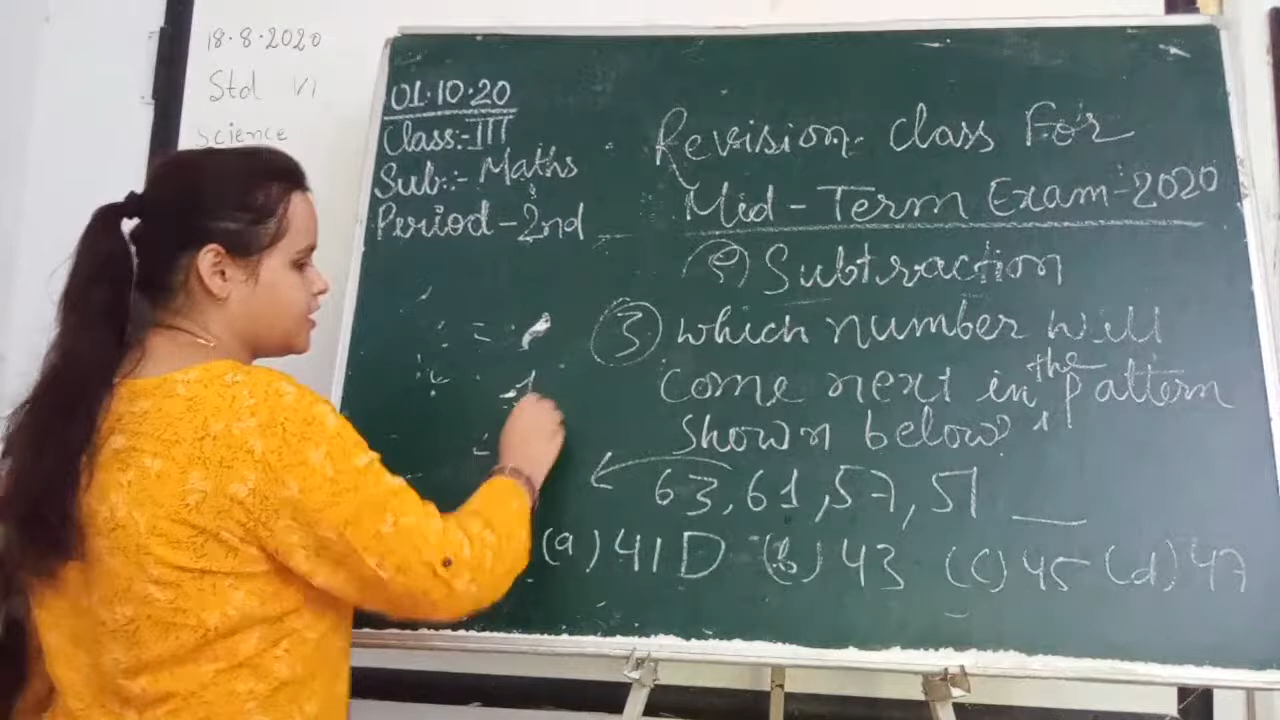 18.8.2020
Std VI
Science
01.10.20
Class:-III
Sub:- Maths
Period-2nd
Revision Class For
Mid-Term Exam-2020
Subtraction
3. which number will
come next in the pattern
shown below?
63, 61, 57, 51 ___
(a) 41 D (b) 43 (c) 45 (d) 47